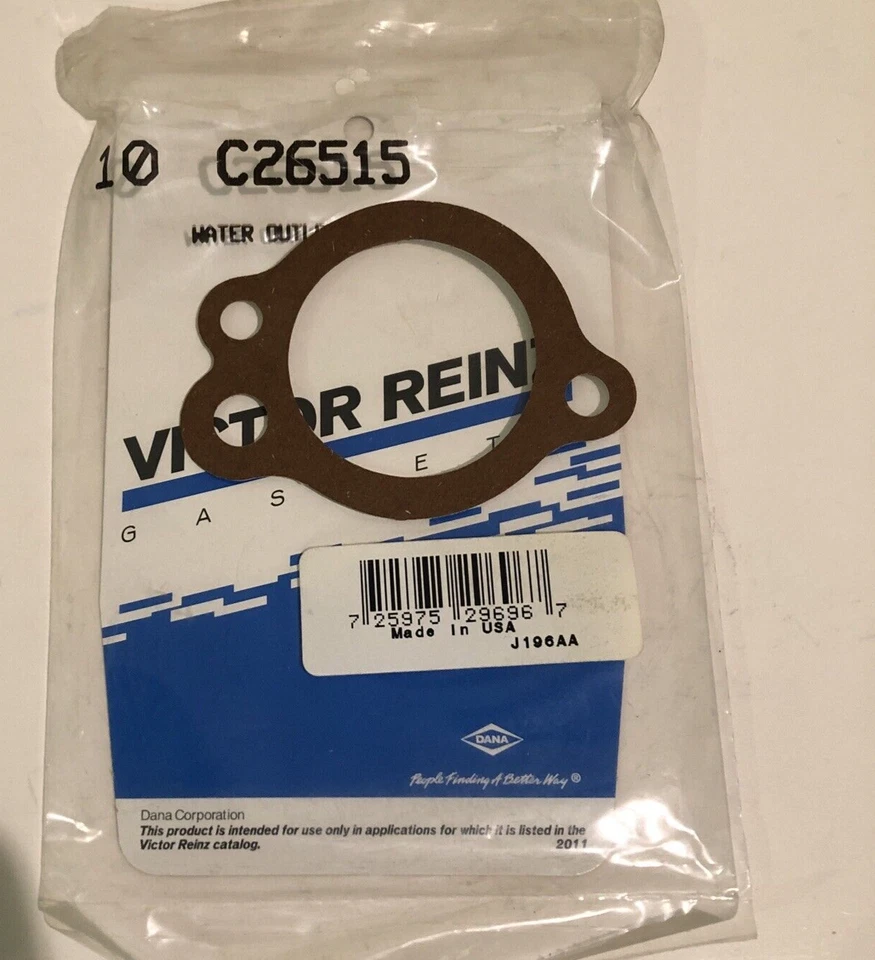 10 C26515
WATER OUTL
VICTOR REINZ
GASKET
7 25975 29696 7
Made In USA
J196AA
DANA
People Finding A Better Way ®
Dana Corporation
This product is intended for use only in applications for which it is listed in the
Victor Reinz catalog.
2011